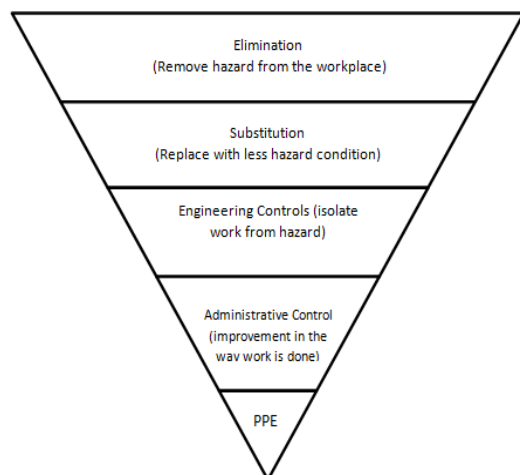 Elimination
(Remove hazard from the workplace)
Substitution
(Replace with less hazard condition)
Engineering Controls (isolate
work from hazard)
Administrative Control
(improvement in the
way work is done)
PPE